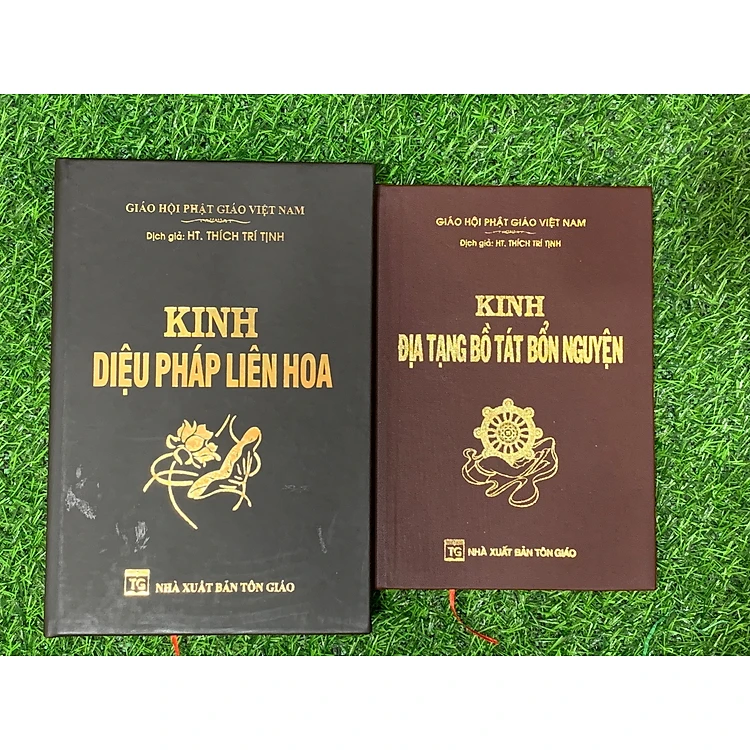 GIÁO HỘI PHẬT GIÁO VIỆT NAM
Dịch giả: HT. THÍCH TRÍ TỊNH
KINH
DIỆU PHÁP LIÊN HOA
TG
NHÀ XUẤT BẢN TÔN GIÁO
GIÁO HỘI PHẬT GIÁO VIỆT NAM
Dịch giả: HT. THÍCH TRÍ TỊNH
KINH
ĐỊA TẠNG BỒ TÁT BỔN NGUYỆN
TG
NHÀ XUẤT BẢN TÔN GIÁO